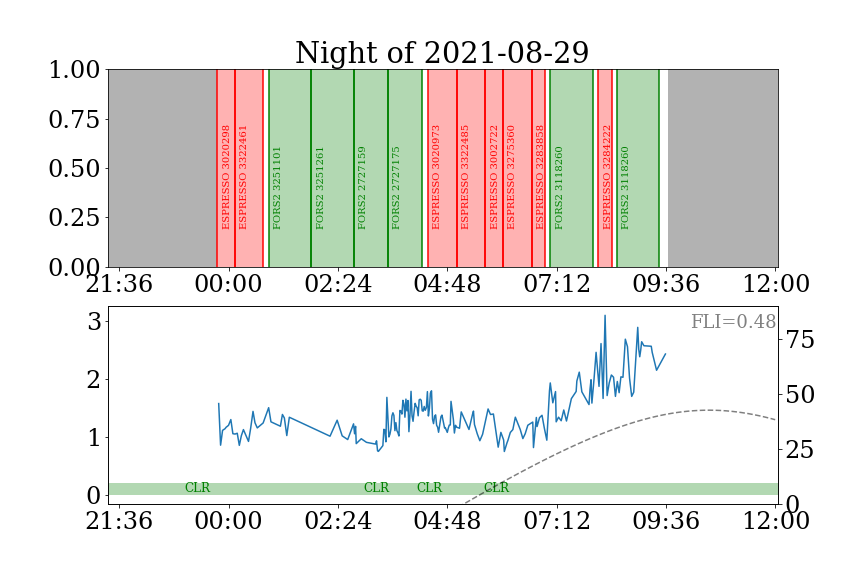 Night of 2021-08-29
1.00
0.75
0.50
0.25
0.00
ESPRESSO 3020298
ESPRESSO 3322461
FORS2 3251101
FORS2 3251261
FORS2 2727159
FORS2 2727175
ESPRESSO 3020973
ESPRESSO 3322485
ESPRESSO 3002722
ESPRESSO 3275360
ESPRESSO 3283858
FORS2 3118260
ESPRESSO 3284222
FORS2 3118260
21:36 00:00 02:24 04:48 07:12 09:36 12:00
FLI=0.48
3
2
1
0
75
50
25
0
CLR CLR CLR CLR
21:36 00:00 02:24 04:48 07:12 09:36 12:00